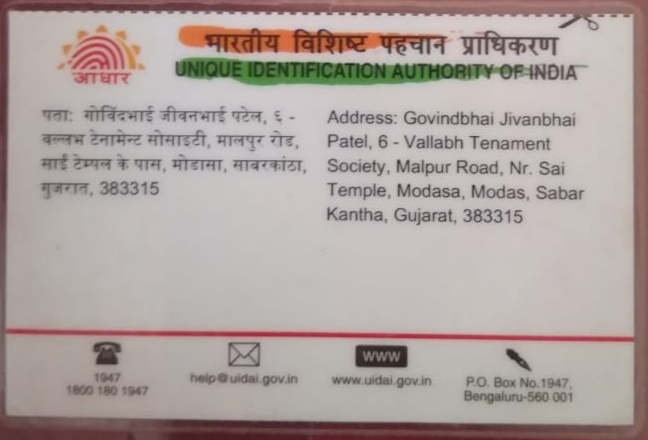 आधार
भारतीय विशिष्ट पहचान प्राधिकरण
UNIQUE IDENTIFICATION AUTHORITY OF INDIA
पता: गोविंदभाई जीवनभाई पटेल, ६ -
वल्लभ टेनामेन्ट सोसाइटी, मालपुर रोड,
साईं टेम्पल के पास, मोडासा, साबरकांठा,
गुजरात, 383315
Address: Govindbhai Jivanbhai
Patel, 6 - Vallabh Tenament
Society, Malpur Road, Nr. Sai
Temple, Modasa, Modas, Sabar
Kantha, Gujarat, 383315
1947
1800 180 1947
help@uidai.gov.in
www
www.uidai.gov.in
P.O. Box No.1947,
Bengaluru-560 001